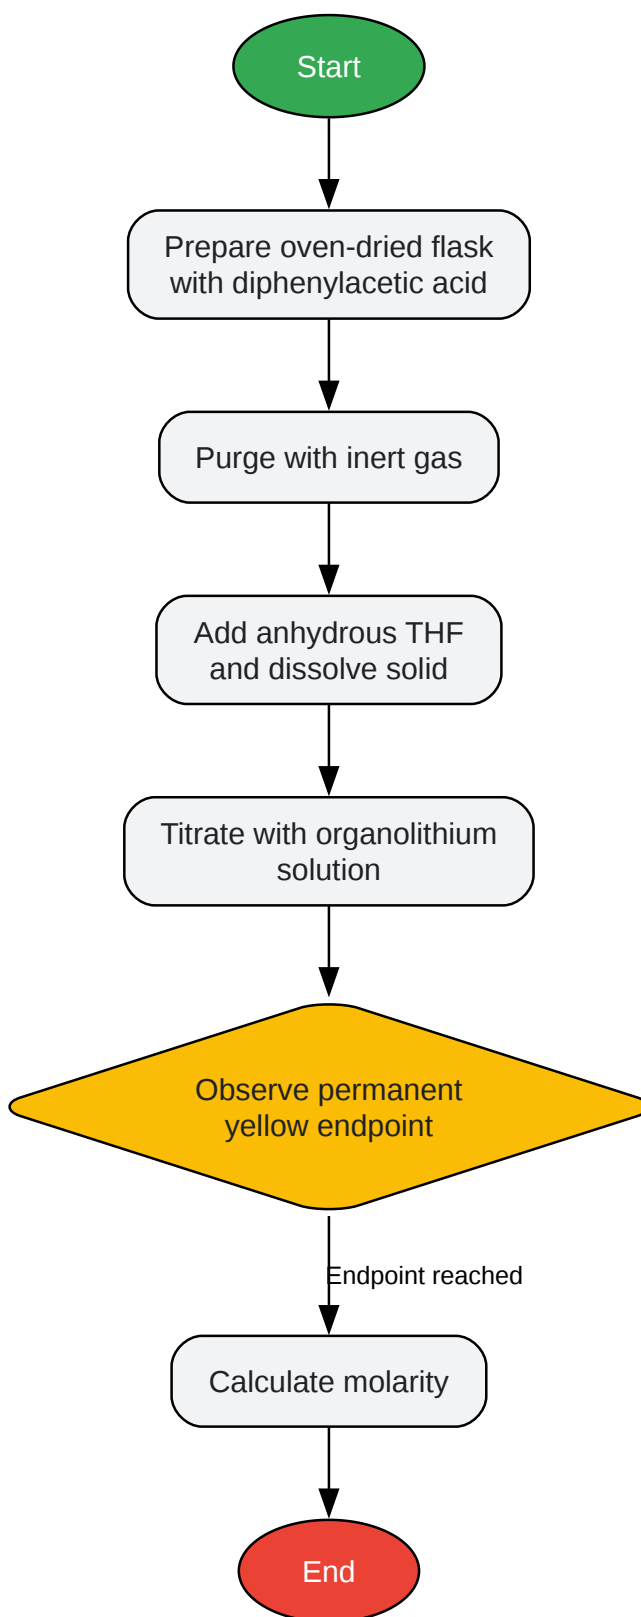 Start
Prepare oven-dried flask
with diphenylacetic acid
Purge with inert gas
Add anhydrous THF
and dissolve solid
Titrate with organolithium
solution
Observe permanent
yellow endpoint
Endpoint reached
Calculate molarity
End